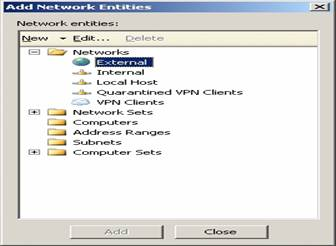 Add Network Entities
Network entities:
New Edit... Delete
Networks
External
Internal
Local Host
Quarantined VPN Clients
VPN Clients
Network Sets
Computers
Address Ranges
Subnets
Computer Sets
Add Close